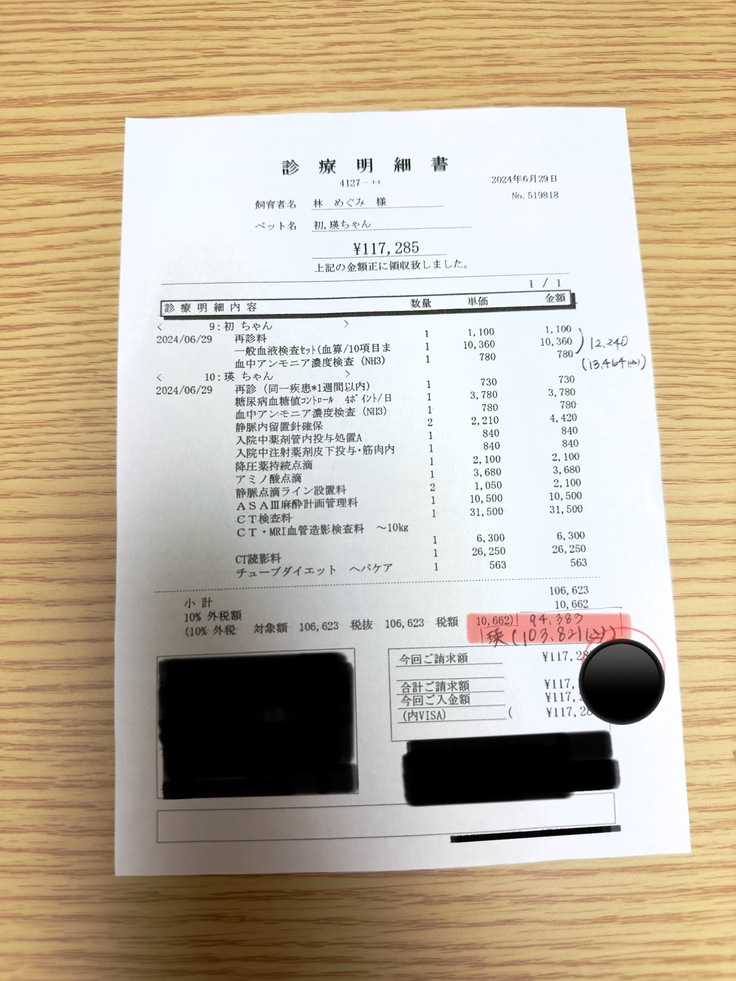 診 療 明 細 書
4127 - ++
2024年6月29日
No. 519818
飼育者名 林 めぐみ 様
ペット名 初,瑛ちゃん
¥117,285
上記の金額正に領収致しました。
1 / 1
診 療 明 細 内 容 数量 単価 金額
< 9:初 ちゃん >
2024/06/29 再診料 1 1,100 1,100
一般血液検査ｾｯﾄ(血算/10項目ま 1 10,360 10,360
血中アンモニア濃度検査 (NH3) 1 780 780
12,240
(13,464(込))
< 10:瑛 ちゃん >
2024/06/29 再診 (同一疾患*1週間以内) 1 730 730
糖尿病血糖値ｺﾝﾄﾛｰﾙ 4ﾎﾟｲﾝﾄ/日 1 3,780 3,780
血中アンモニア濃度検査 (NH3) 1 780 780
静脈内留置針確保 2 2,210 4,420
入院中薬剤管内投与処置A 1 840 840
入院中注射薬剤皮下投与・筋肉内 1 840 840
降圧薬持続点滴 1 2,100 2,100
アミノ酸点滴 1 3,680 3,680
静脈点滴ライン設置料 2 1,050 2,100
ＡＳＡⅢ麻酔計画管理料 1 10,500 10,500
ＣＴ検査料 1 31,500 31,500
ＣＴ・MRI血管造影検査料 ～10kg
1 6,300 6,300
CT読影料 1 26,250 26,250
チューブダイエット ヘパケア 1 563 563
小 計 106,623
10% 外税額 10,662
(10% 外税 対象額 106,623 税抜 106,623 税額 10,662)
94,383
瑛(103,821(込))
今回ご請求額 ¥117,28
合計ご請求額 ¥117,
今回ご入金額 ¥117,
(内VISA) ( ¥117,28